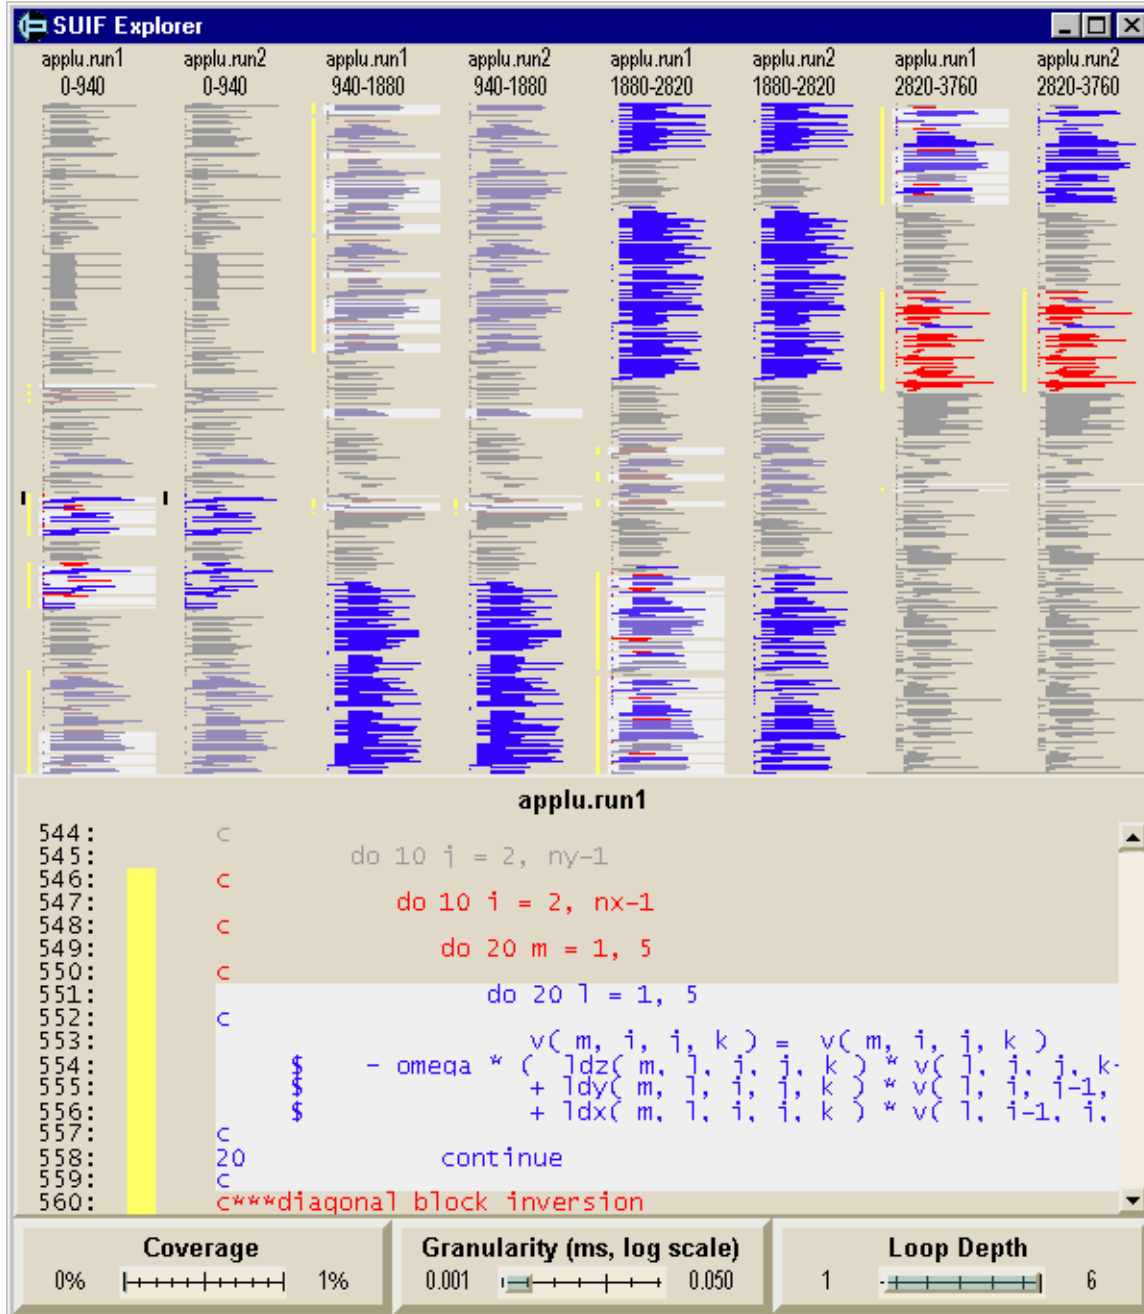 SUIF Explorer
applu.run1 applu.run2 applu.run1 applu.run2 applu.run1 applu.run2 applu.run1 applu.run2
0-940 0-940 940-1880 940-1880 1880-2820 1880-2820 2820-3760 2820-3760
applu.run1
544: c
545: do 10 j = 2, ny-1
546: c
547: do 10 i = 2, nx-1
548: c
549: do 20 m = 1, 5
550: c
551: do 20 l = 1, 5
552: c
553: v( m, i, j, k ) = v( m, i, j, k )
554: $ - omega * ( ldz( m, l, i, j, k ) * v( l, i, j, k-
555: $ + ldy( m, l, i, j, k ) * v( l, i, j-1,
556: $ + ldx( m, l, i, j, k ) * v( l, i-1, j,
557: c
558: 20 continue
559: c
560: c***diagonal block inversion
Coverage Granularity (ms, log scale) Loop Depth
0% 1% 0.001 0.050 1 6